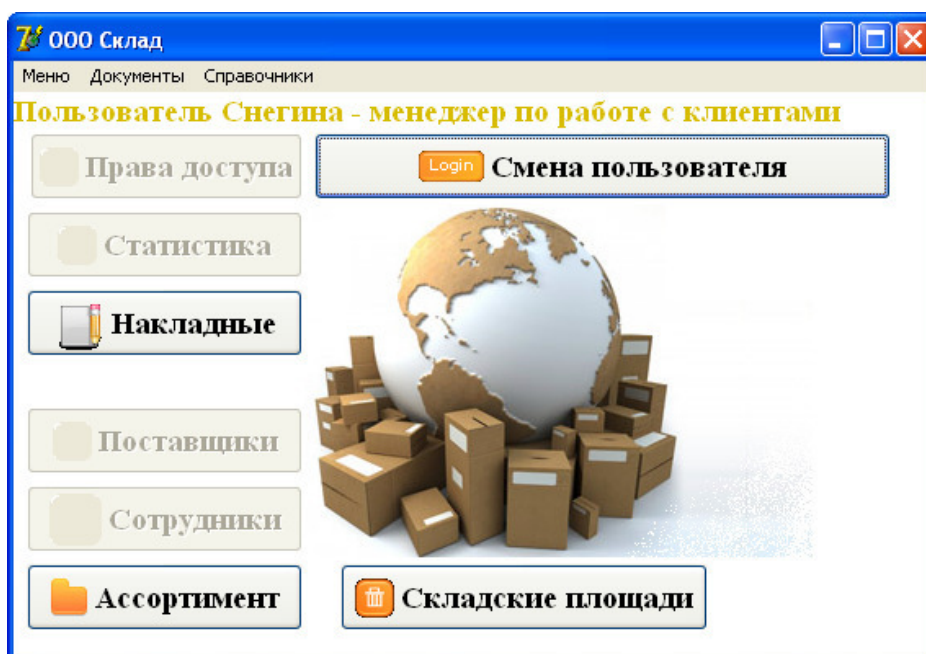 ООО Склад
Меню Документы Справочники
Пользователь Снегина - менеджер по работе с клиентами
Права доступа
Login Смена пользователя
Статистика
Накладные
Поставщики
Сотрудники
Ассортимент
Складские площади